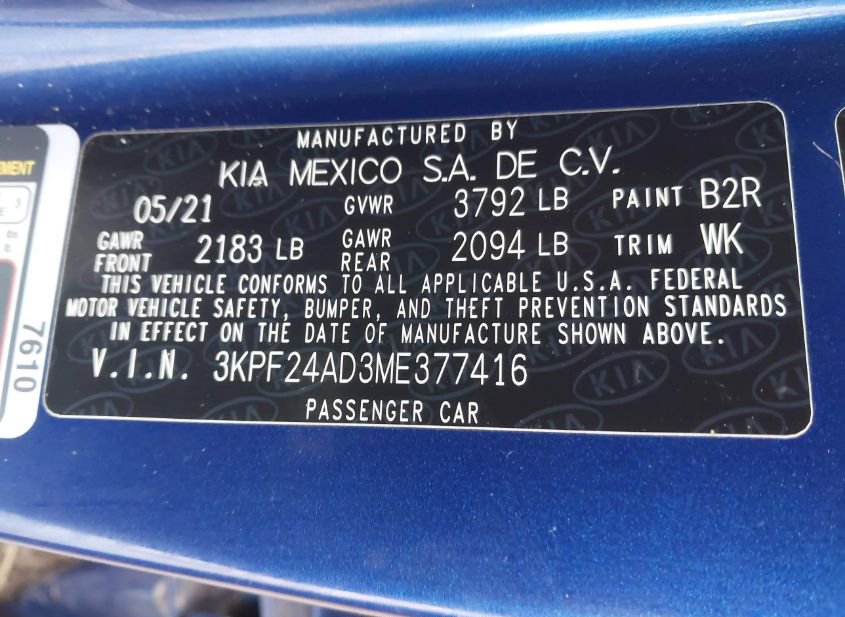 MANUFACTURED BY
KIA MEXICO S.A. DE C.V.
05/21 GVWR 3792 LB PAINT B2R
GAWR FRONT 2183 LB GAWR REAR 2094 LB TRIM WK
THIS VEHICLE CONFORMS TO ALL APPLICABLE U.S.A. FEDERAL
MOTOR VEHICLE SAFETY, BUMPER, AND THEFT PREVENTION STANDARDS
IN EFFECT ON THE DATE OF MANUFACTURE SHOWN ABOVE.
V.I.N. 3KPF24AD3ME377416
PASSENGER CAR
7610